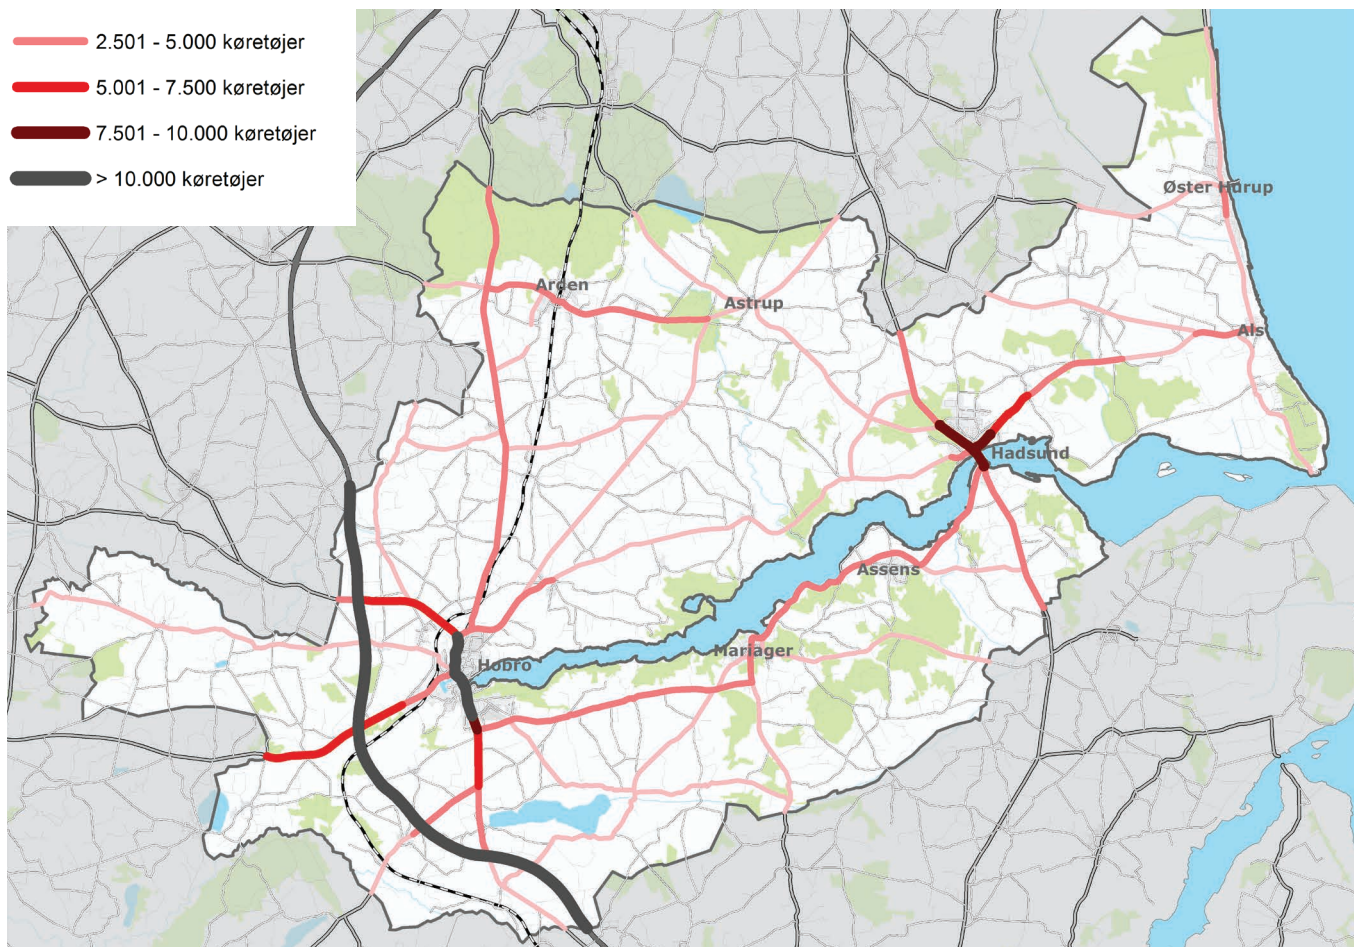 2.501 - 5.000 køretøjer
5.001 - 7.500 køretøjer
7.501 - 10.000 køretøjer
> 10.000 køretøjer
Øster Hurup
Arden
Astrup
Als
Hadsund
Assens
Mariager
Hobro